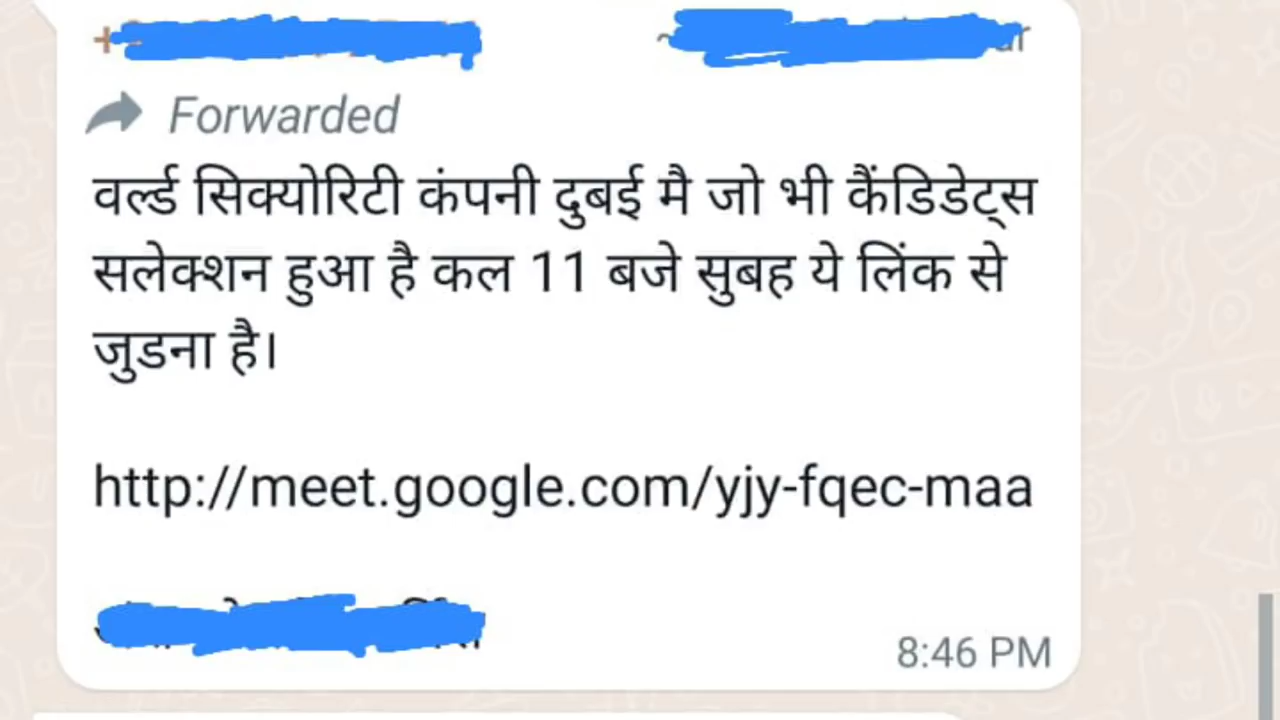 Forwarded
वर्ल्ड सिक्योरिटी कंपनी दुबई मै जो भी कैंडिडेट्स
सलेक्शन हुआ है कल 11 बजे सुबह ये लिंक से
जुडना है।
http://meet.google.com/yjy-fqec-maa
8:46 PM